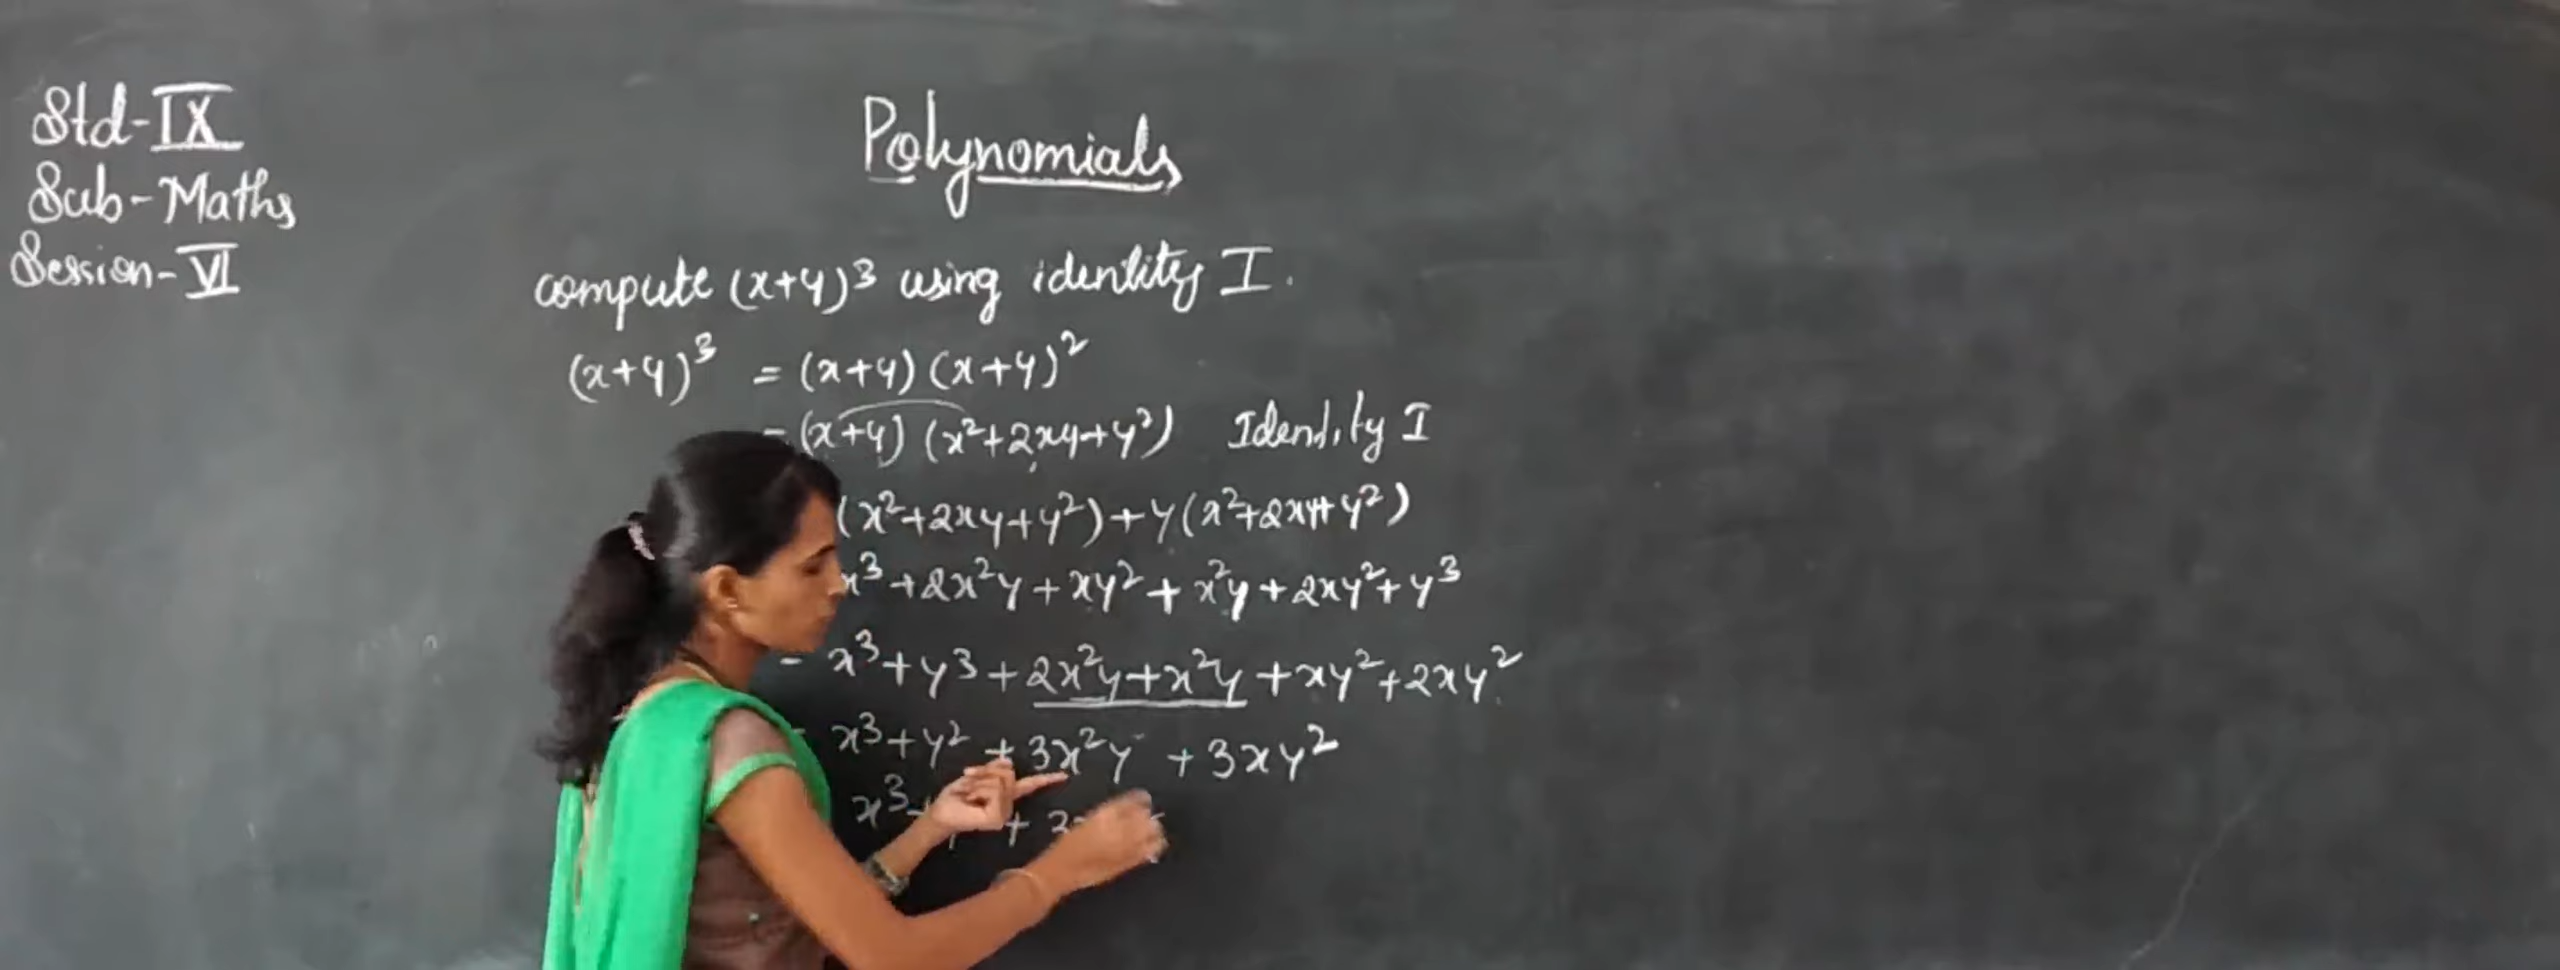 Std-IX
Sub-Maths
Session-VI
Polynomials
compute (x+y)³ using identity I.
(x+y)³ = (x+y)(x+y)²
= (x+y)(x²+2xy+y²) Identity I
(x²+2xy+y²)+y(x²+2xy+y²)
x³+2x²y+xy²+x²y+2xy²+y³
= x³+y³+2x²y+x²y+xy²+2xy²
= x³+y²+3x²y+3xy²
x³+ + 3